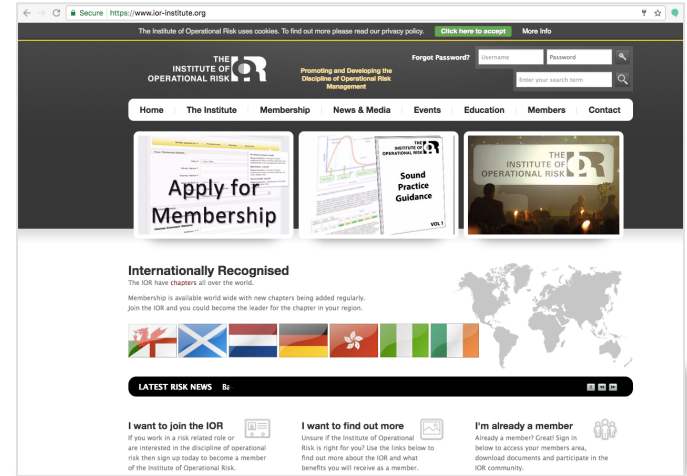 Secure https://www.ior-institute.org
The Institute of Operational Risk uses cookies. To find out more please read our privacy policy. Click here to accept More Info
THE
INSTITUTE OF
OPERATIONAL RISK IOR
Promoting and Developing the
Discipline of Operational Risk
Management
Forgot Password? Username Password
Enter your search term
Home The Institute Membership News & Media Events Education Members Contact
Apply for
Membership
THE
INSTITUTE OF
OPERATIONAL RISK IOR
Sound
Practice
Guidance
VOL 1
THE
INSTITUTE OF
OPERATIONAL RISK IOR
Internationally Recognised
The IOR have chapters all over the world.
Membership is available world wide with new chapters being added regularly.
Join the IOR and you could become the leader for the chapter in your region.
LATEST RISK NEWS Ba
I want to join the IOR
If you work in a risk related role or
are interested in the discipline of operational
risk then sign up today to become a member
of the Institute of Operational Risk.
I want to find out more
Unsure if the Institute of Operational
Risk is right for you? Use the links below to
find out more about the IOR and what
benefits you will receive as a member.
I'm already a member
Already a member? Great! Sign in
below to access your members area,
download documents and participate in the
IOR community.